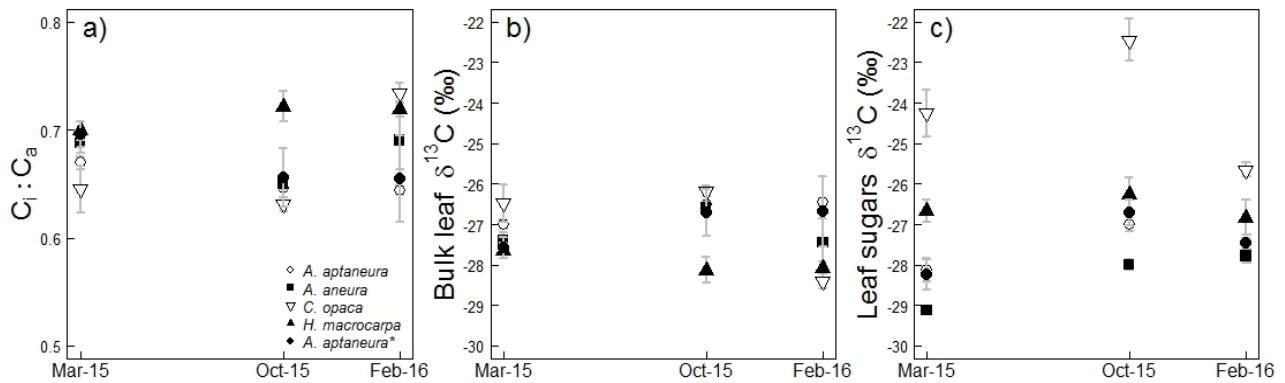 a)
0.8
0.7
0.6
0.5
Ci : Ca
A. aptaneura
A. aneura
C. opaca
H. macrocarpa
A. aptaneura*
Mar-15 Oct-15 Feb-16
b)
-22
-23
-24
-25
-26
-27
-28
-29
-30
Bulk leaf δ13C (‰)
Mar-15 Oct-15 Feb-16
c)
-22
-23
-24
-25
-26
-27
-28
-29
-30
Leaf sugars δ13C (‰)
Mar-15 Oct-15 Feb-16